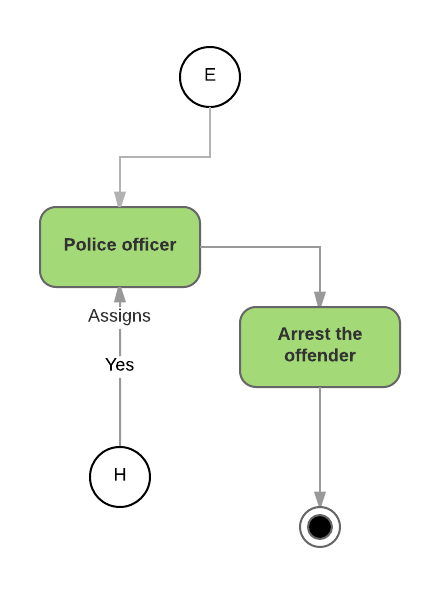 E
Police officer
Assigns
Arrest the
offender
Yes
H